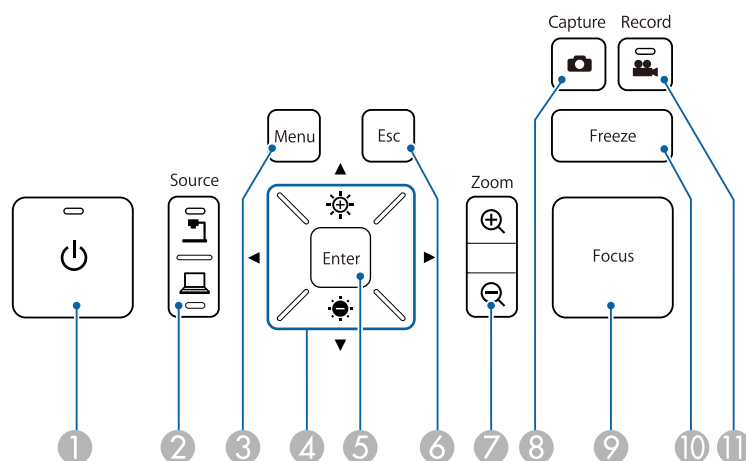 Capture Record
Menu Esc Freeze
Source Zoom
Enter Focus
1 2 3 4 5 6 7 8 9 10 11